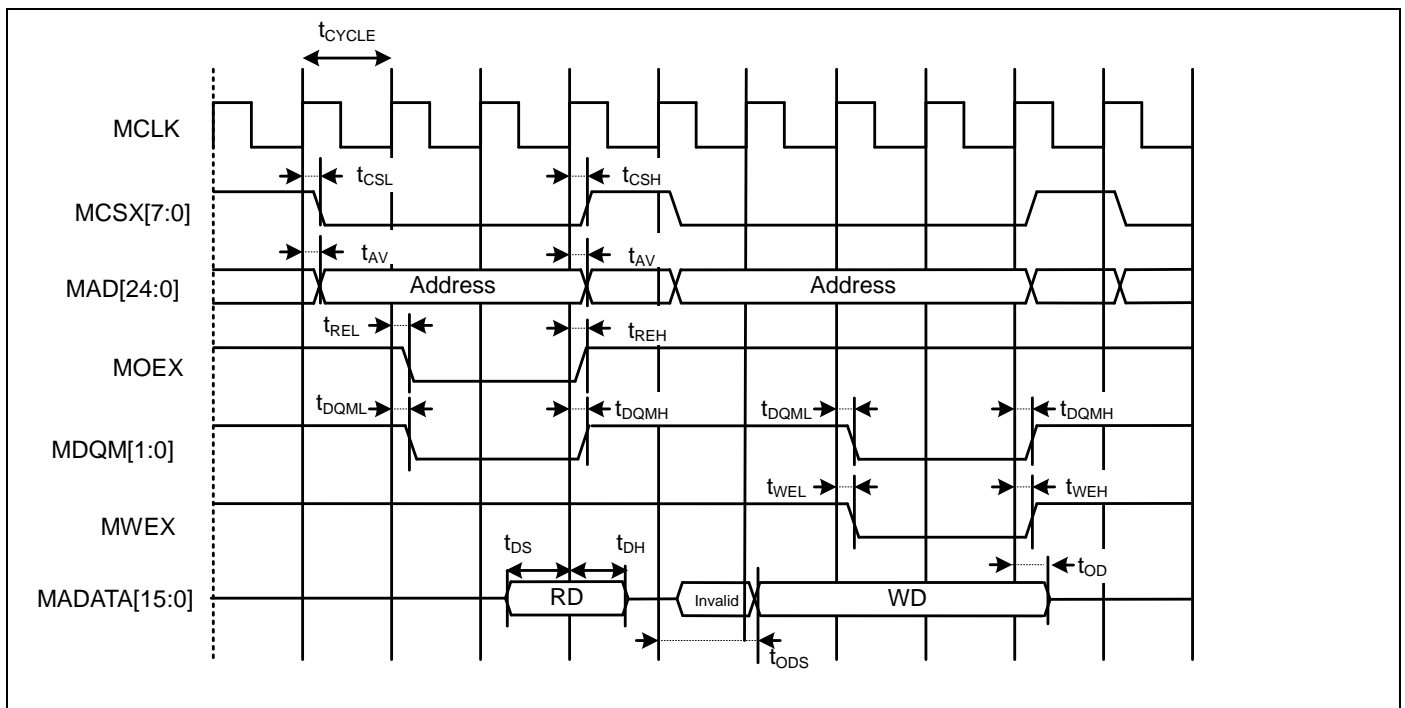 tCYCLE
MCLK
tCSL tCSH
MCSX[7:0]
tAV tAV
MAD[24:0] Address Address
tREL tREH
MOEX
tDQML tDQMH tDQML tDQMH
MDQM[1:0]
tWEL tWEH
MWEX
tDS tDH tOD
MADATA[15:0] RD Invalid WD
tODS